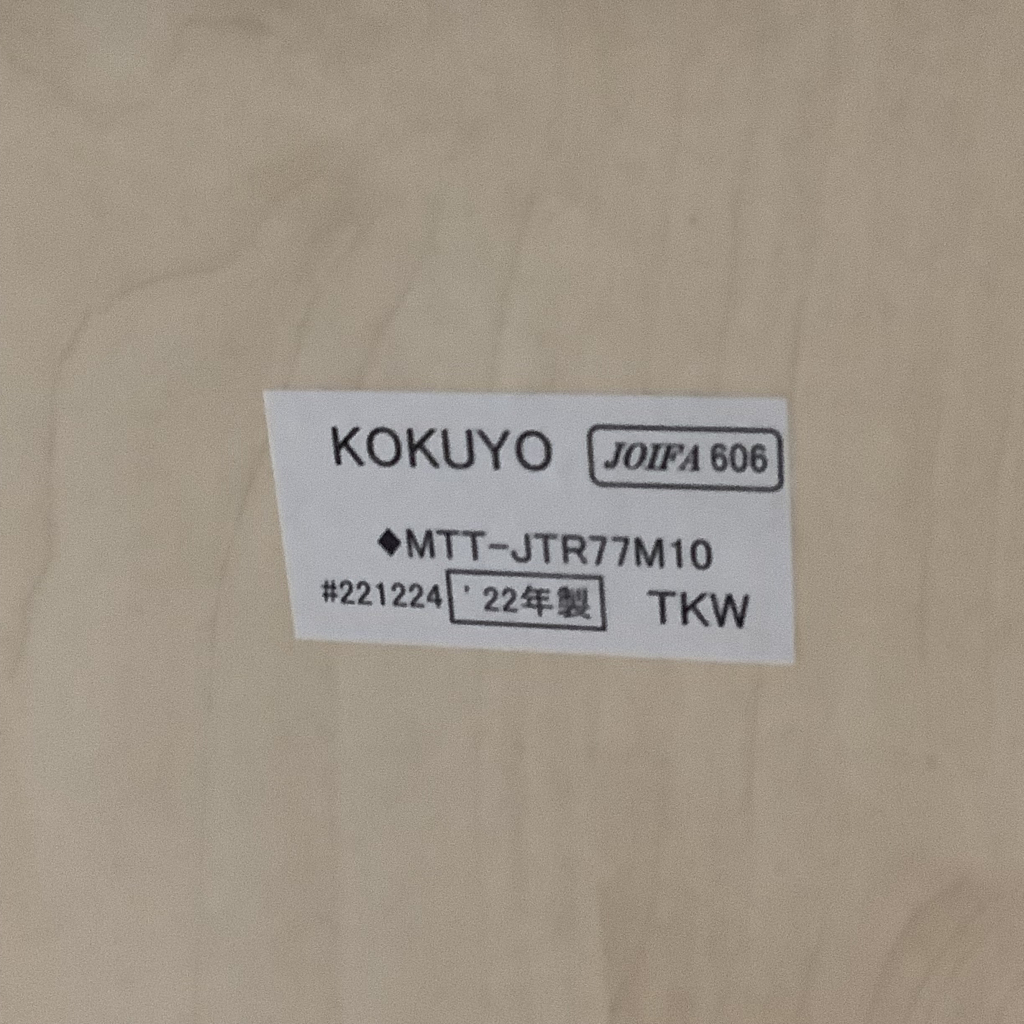 KOKUYO JOIFA 606
◆MTT-JTR77M10
#221224 '22年製 TKW